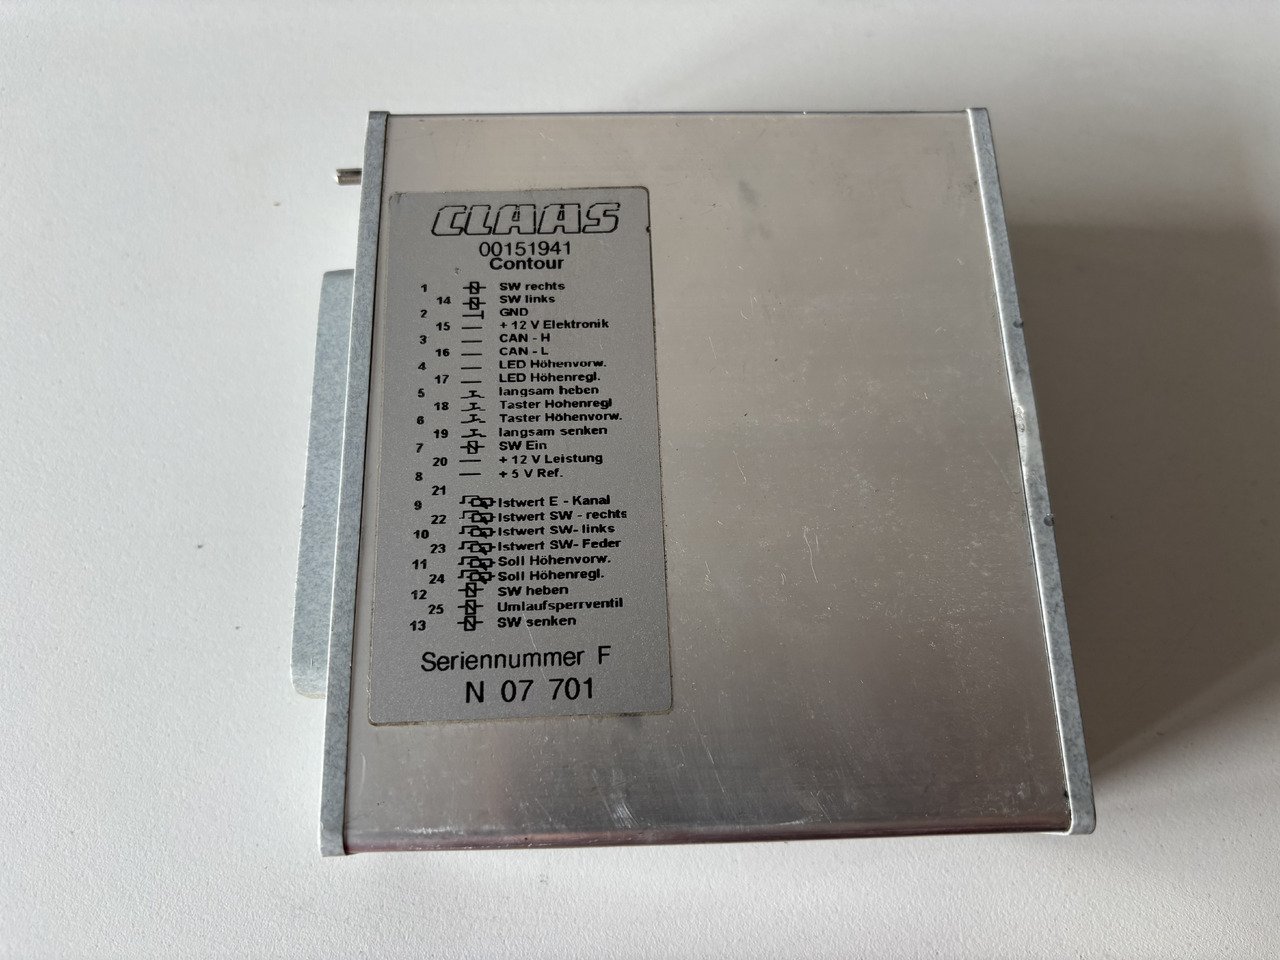 CLAAS
00151941
Contour
1 SW rechts
14 SW links
2 GND
15 + 12 V Elektronik
3 CAN - H
16 CAN - L
4 LED Höhenvorw.
17 LED Höhenregl.
5 langsam heben
18 Taster Hohenregl
6 Taster Höhenvorw.
19 langsam senken
7 SW Ein
20 + 12 V Leistung
8 + 5 V Ref.
21
9 Istwert E - Kanal
22 Istwert SW - rechts
10 Istwert SW- links
23 Istwert SW- Feder
11 Soll Höhenvorw.
24 Soll Höhenregl.
12 SW heben
25 Umlaufsperrventil
13 SW senken
Seriennummer F
N 07 701